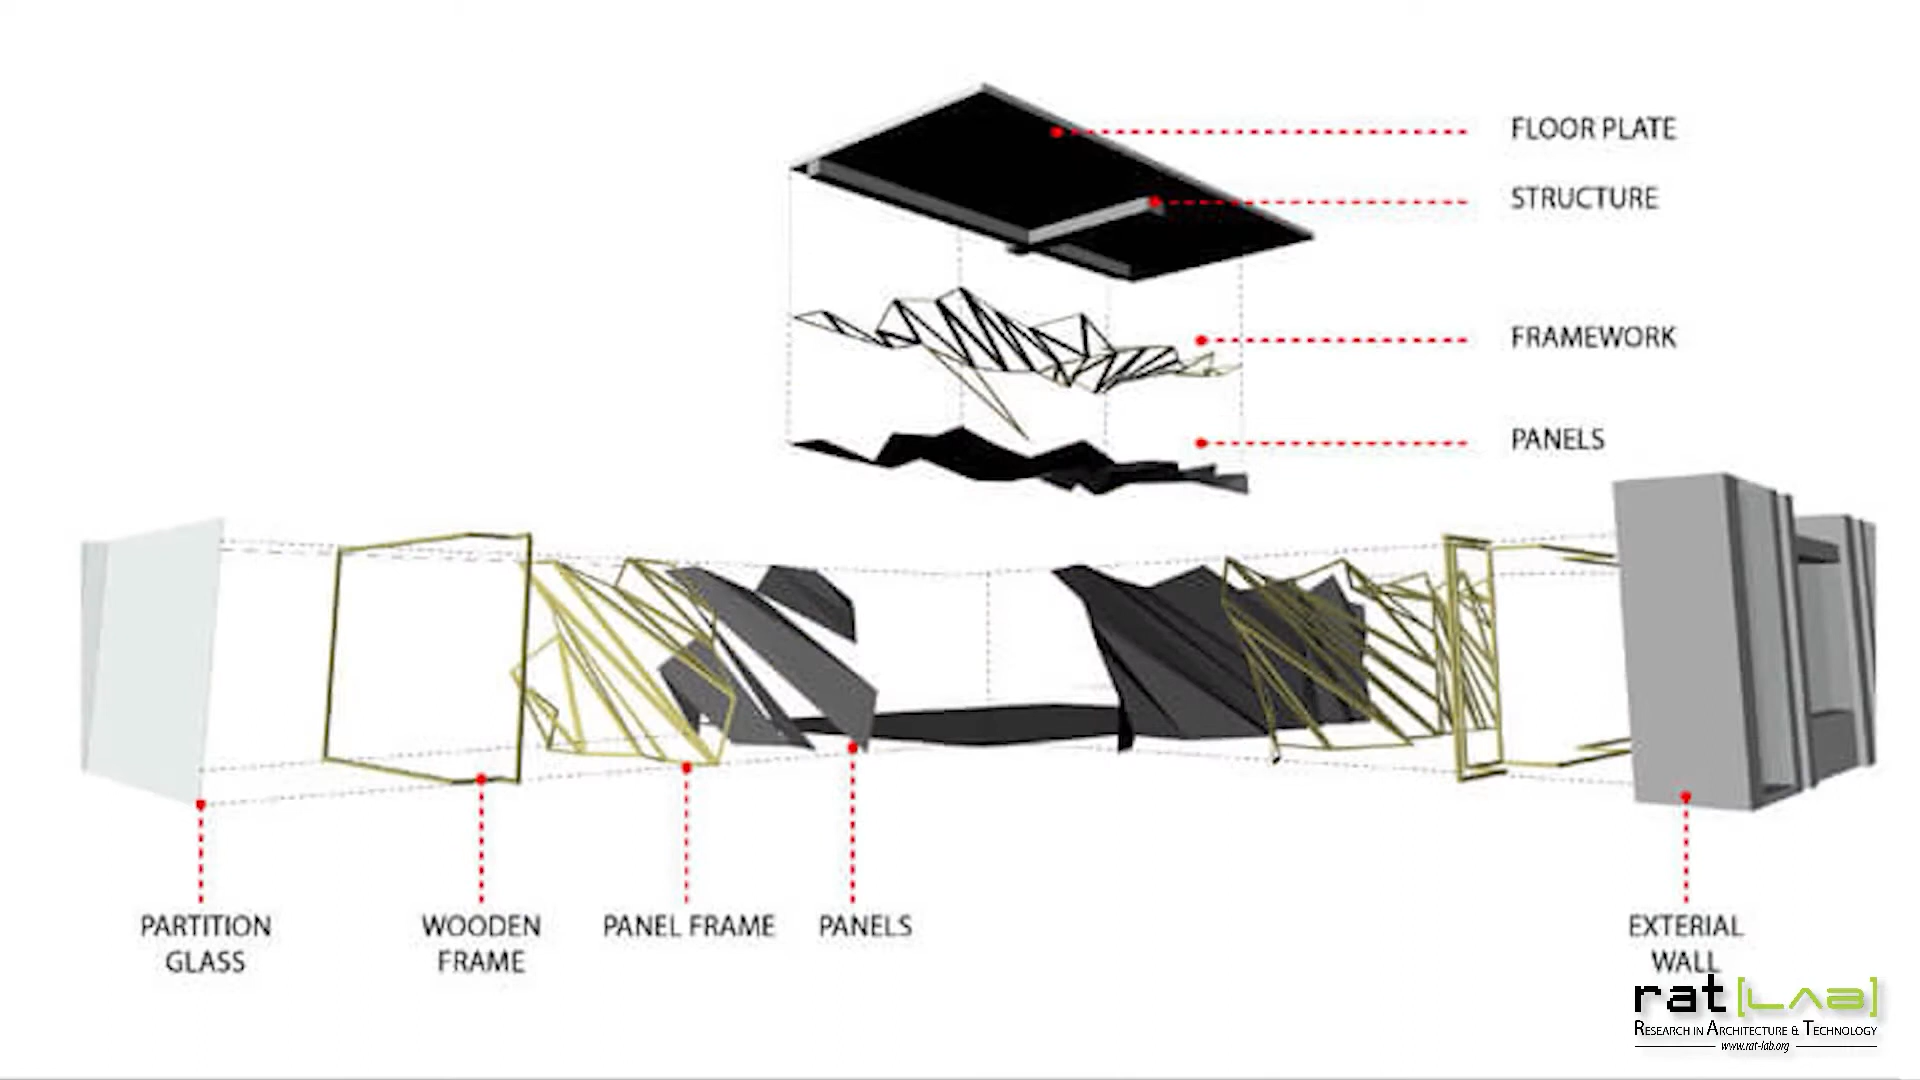 FLOOR PLATE
STRUCTURE
FRAMEWORK
PANELS
PARTITION
GLASS
WOODEN
FRAME
PANEL FRAME
PANELS
EXTERIAL
WALL
rat[LAB]
RESEARCH IN ARCHITECTURE & TECHNOLOGY
www.rat-lab.org